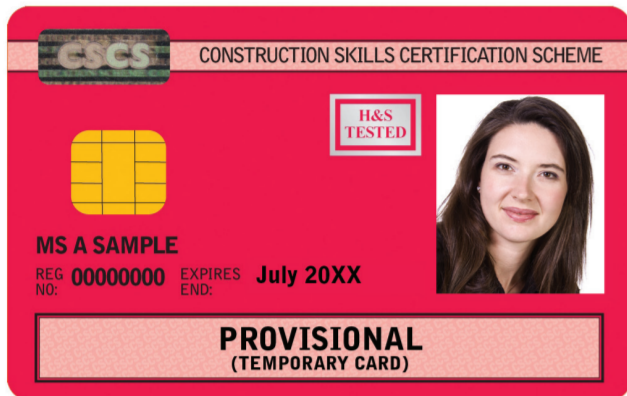 CSCS
CONSTRUCTION SKILLS CERTIFICATION SCHEME
H&S
TESTED
MS A SAMPLE
REG NO: 00000000 EXPIRES END: July 20XX
PROVISIONAL
(TEMPORARY CARD)